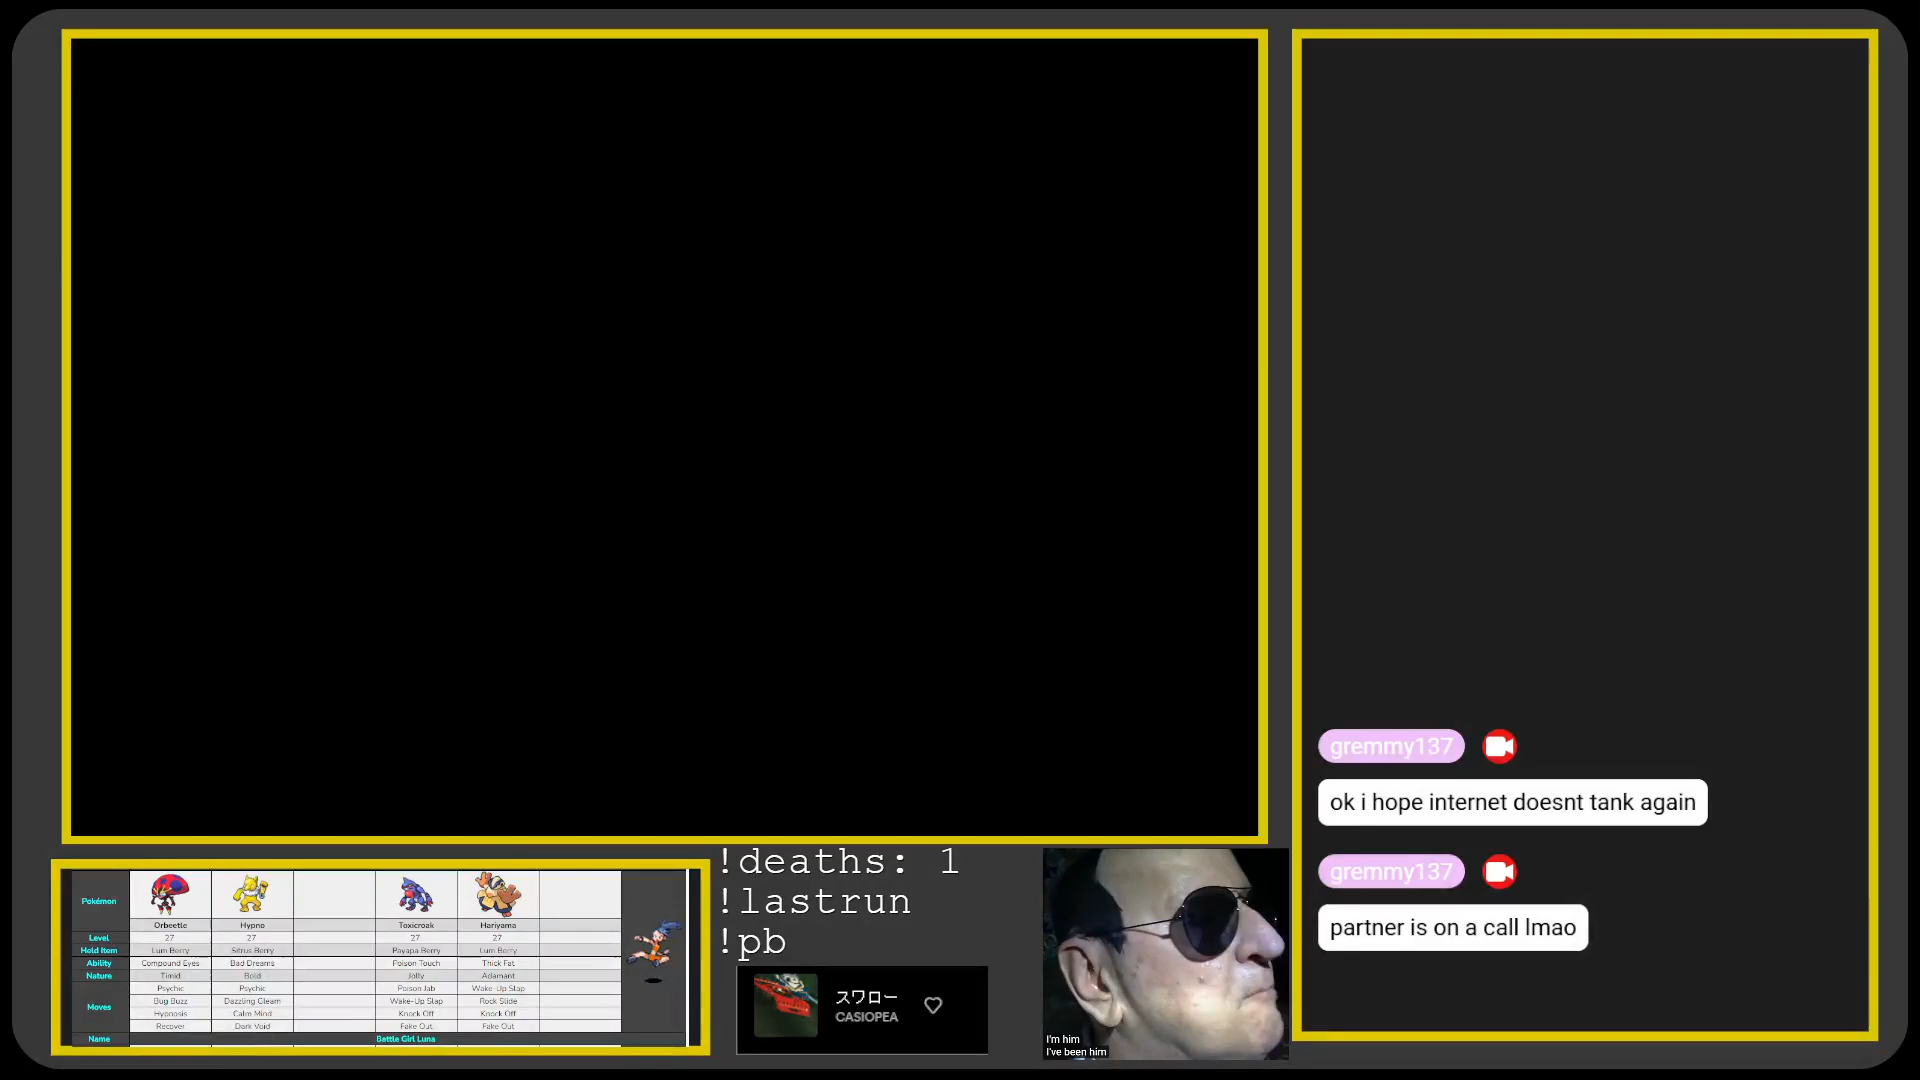 gremmy137
ok i hope internet doesnt tank again
gremmy137
partner is on a call lmao
!deaths: 1
!lastrun
!pb
スワロー
CASIOPEA
I'm him
I've been him
Pokémon
Orbeetle Hypno Toxicroak Hariyama
Level 27 27 27 27
Held Item Lum Berry Sitrus Berry Payapa Berry Lum Berry
Ability Compound Eyes Bad Dreams Poison Touch Thick Fat
Nature Timid Bold Jolly Adamant
Moves
Psychic Psychic Poison Jab Wake-Up Slap
Bug Buzz Dazzling Gleam Wake-Up Slap Rock Slide
Hypnosis Calm Mind Knock Off Knock Off
Recover Dark Void Fake Out Fake Out
Name Battle Girl Luna